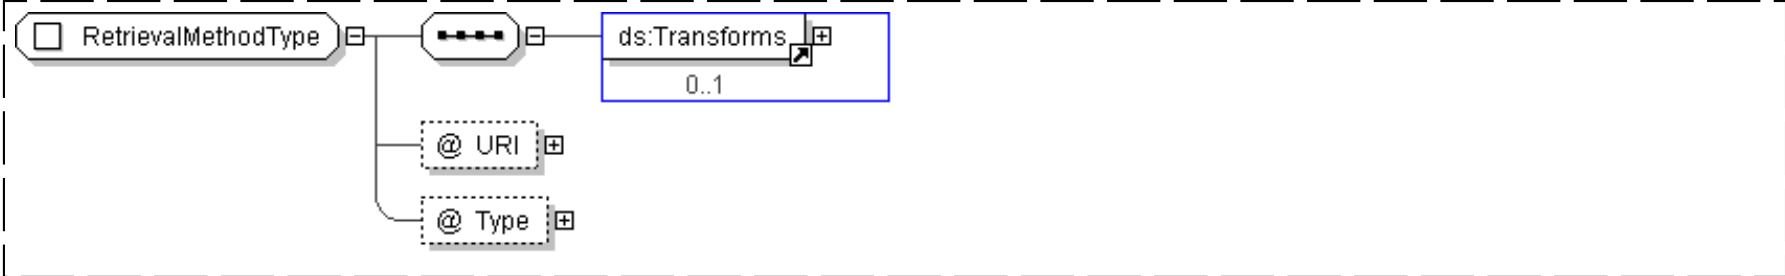 RetrievalMethodType
ds:Transforms
0..1
@ URI
@ Type